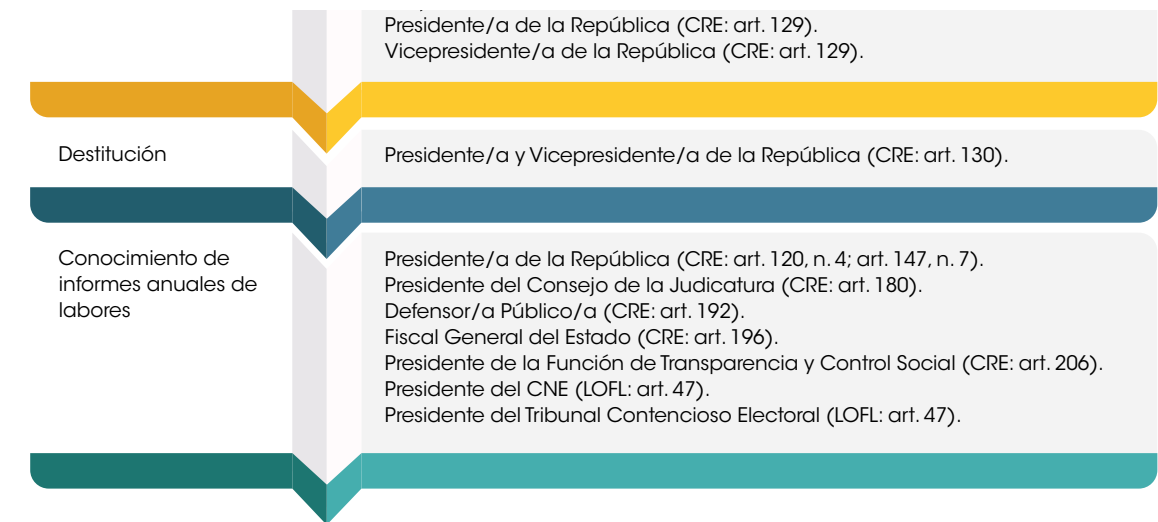 Presidente/a de la República (CRE: art. 129).
Vicepresidente/a de la República (CRE: art. 129).
Destitución
Presidente/a y Vicepresidente/a de la República (CRE: art. 130).
Conocimiento de
informes anuales de
labores
Presidente/a de la República (CRE: art. 120, n. 4; art. 147, n. 7).
Presidente del Consejo de la Judicatura (CRE: art. 180).
Defensor/a Público/a (CRE: art. 192).
Fiscal General del Estado (CRE: art. 196).
Presidente de la Función de Transparencia y Control Social (CRE: art. 206).
Presidente del CNE (LOFL: art. 47).
Presidente del Tribunal Contencioso Electoral (LOFL: art. 47).